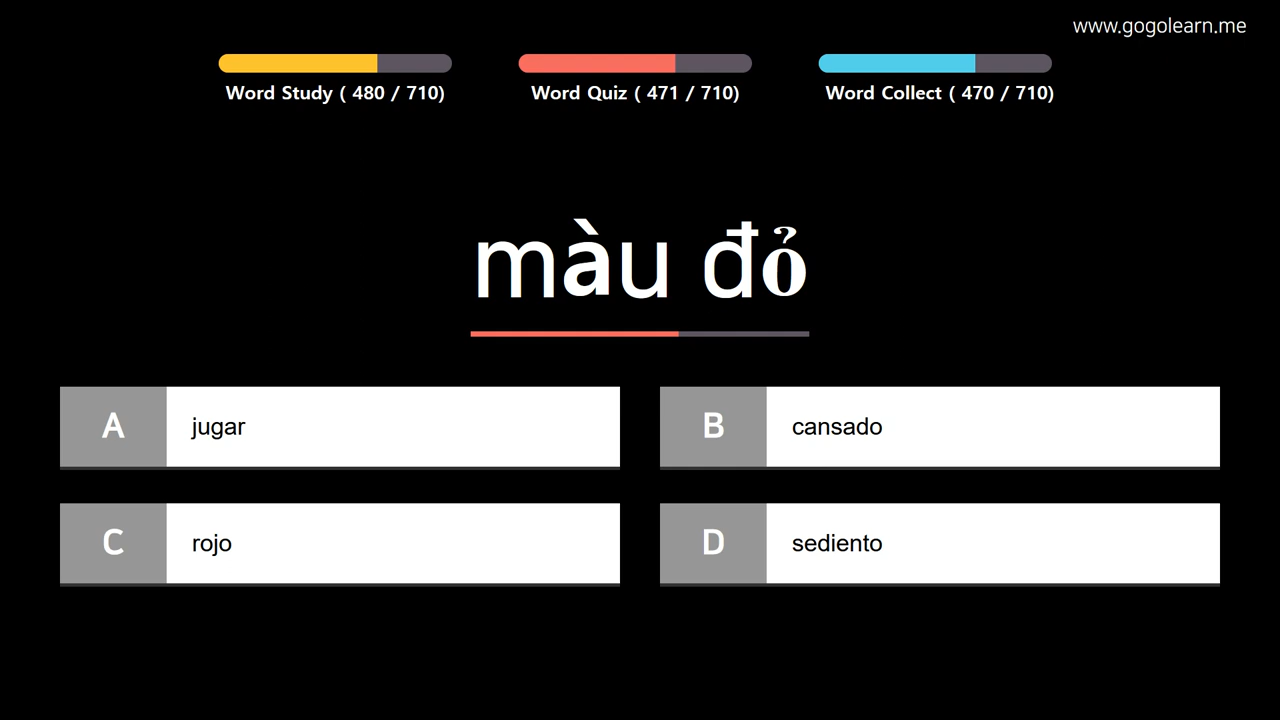 www.gogolearn.me
Word Study ( 480 / 710) Word Quiz ( 471 / 710) Word Collect ( 470 / 710)
màu đỏ
A jugar B cansado
C rojo D sediento